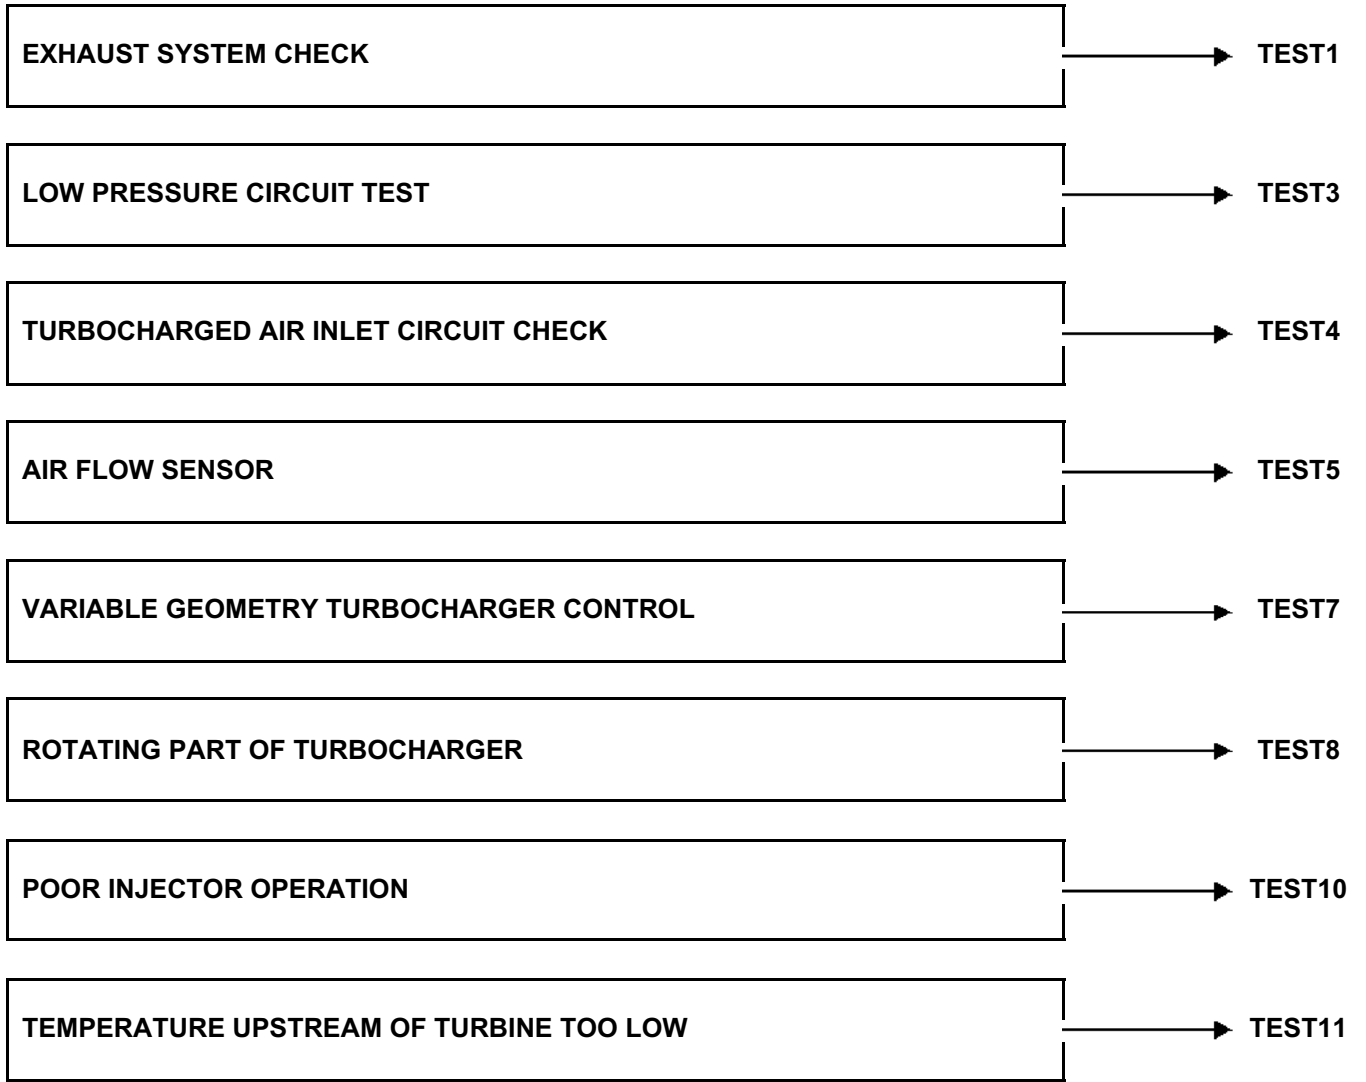 EXHAUST SYSTEM CHECK TEST1
LOW PRESSURE CIRCUIT TEST TEST3
TURBOCHARGED AIR INLET CIRCUIT CHECK TEST4
AIR FLOW SENSOR TEST5
VARIABLE GEOMETRY TURBOCHARGER CONTROL TEST7
ROTATING PART OF TURBOCHARGER TEST8
POOR INJECTOR OPERATION TEST10
TEMPERATURE UPSTREAM OF TURBINE TOO LOW TEST11